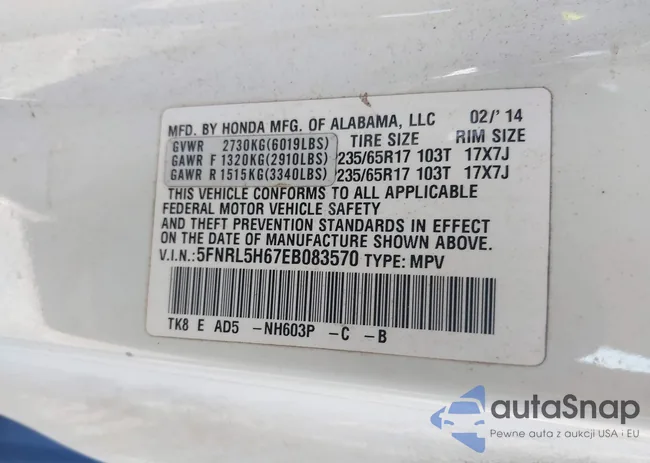 MFD. BY HONDA MFG. OF ALABAMA, LLC 02/'14
GVWR 2730KG(6019LBS) TIRE SIZE RIM SIZE
GAWR F 1320KG(2910LBS) 235/65R17 103T 17X7J
GAWR R 1515KG(3340LBS) 235/65R17 103T 17X7J
THIS VEHICLE CONFORMS TO ALL APPLICABLE
FEDERAL MOTOR VEHICLE SAFETY
AND THEFT PREVENTION STANDARDS IN EFFECT
ON THE DATE OF MANUFACTURE SHOWN ABOVE.
V.I.N.: 5FNRL5H67EB083570 TYPE: MPV
TK8 E AD5 -NH603P -C -B
autoSnap
Pewne auta z aukcji USA · EU